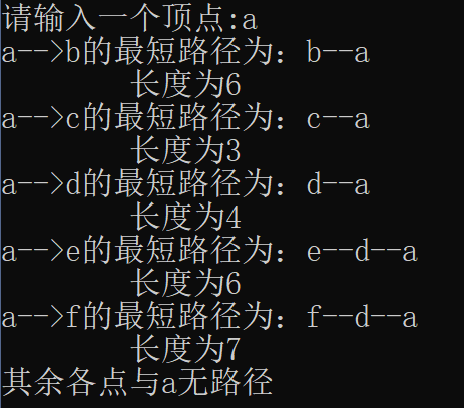 请输入一个顶点:a
a-->b的最短路径为：b--a
长度为6
a-->c的最短路径为：c--a
长度为3
a-->d的最短路径为：d--a
长度为4
a-->e的最短路径为：e--d--a
长度为6
a-->f的最短路径为：f--d--a
长度为7
其余各点与a无路径